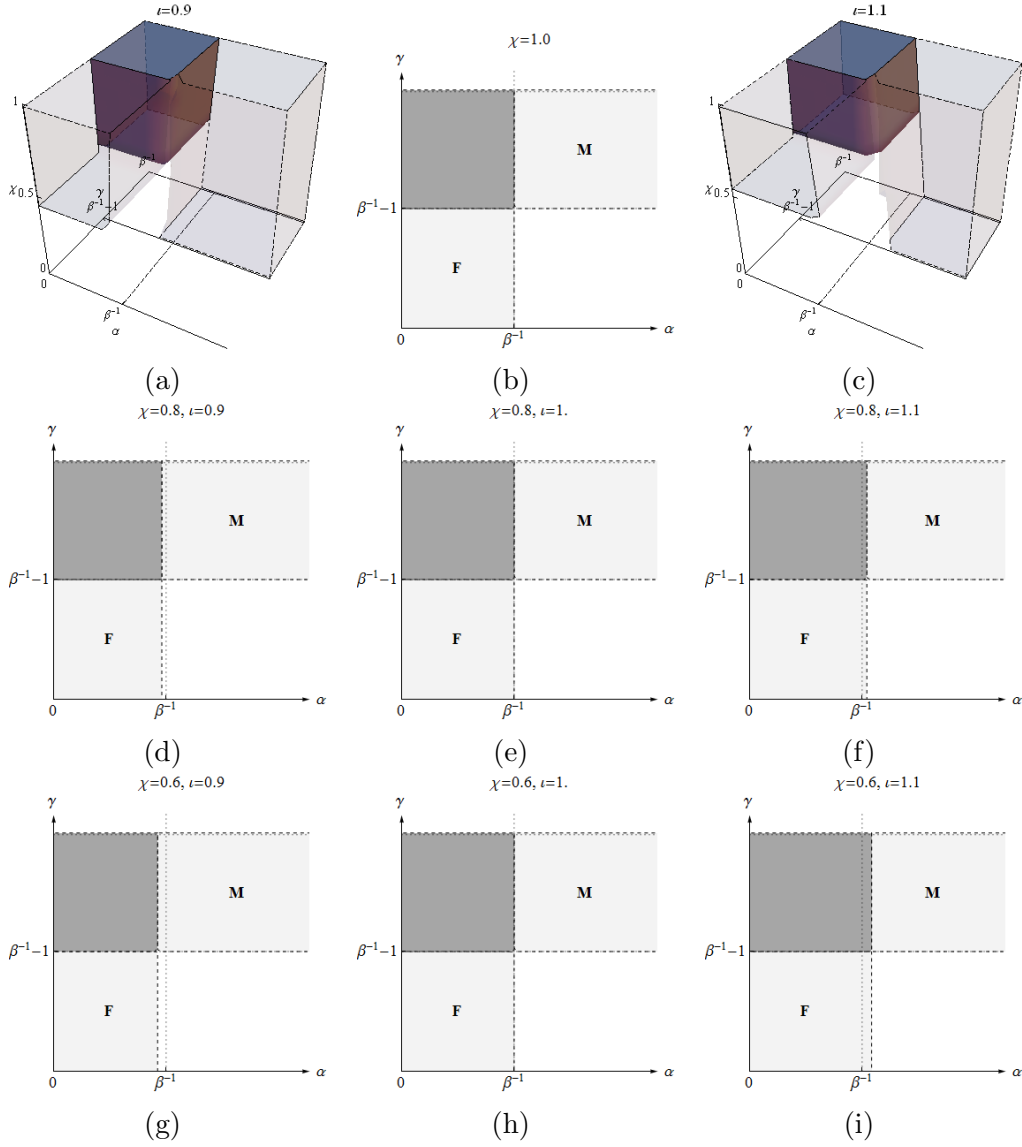 ι=0.9
1
χ 0.5
0
0
β⁻¹
γ
β⁻¹−1
β⁻¹
α
(a)
χ=1.0
γ
M
β⁻¹−1
F
0
β⁻¹
α
(b)
ι=1.1
1
χ 0.5
0
0
β⁻¹
γ
β⁻¹−1
β⁻¹
α
(c)
χ=0.8, ι=0.9
γ
M
β⁻¹−1
F
0
β⁻¹
α
(d)
χ=0.8, ι=1.
γ
M
β⁻¹−1
F
0
β⁻¹
α
(e)
χ=0.8, ι=1.1
γ
M
β⁻¹−1
F
0
β⁻¹
α
(f)
χ=0.6, ι=0.9
γ
M
β⁻¹−1
F
0
β⁻¹
α
(g)
χ=0.6, ι=1.
γ
M
β⁻¹−1
F
0
β⁻¹
α
(h)
χ=0.6, ι=1.1
γ
M
β⁻¹−1
F
0
β⁻¹
α
(i)